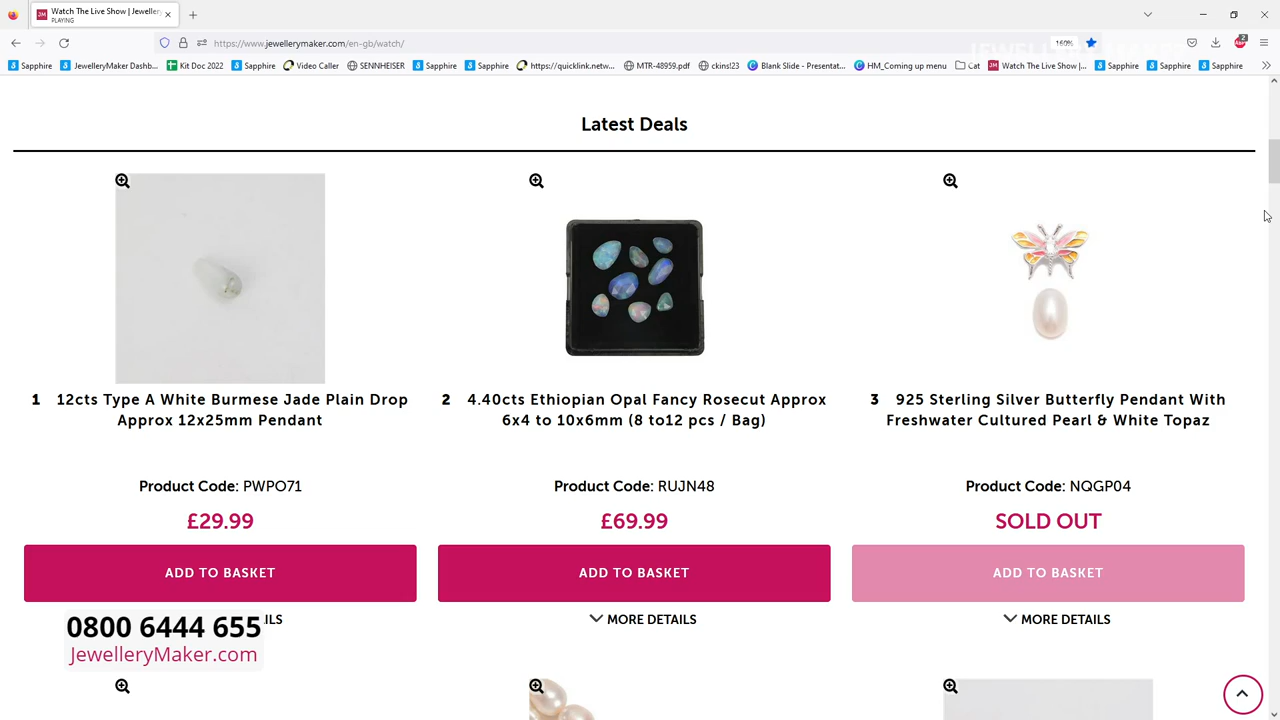 Watch The Live Show | Jeweller
PLAYING
https://www.jewellerymaker.com/en-gb/watch/
160%
2
Sapphire
JewelleryMaker Dashb...
Kit Doc 2022
Sapphire
Video Caller
SENNHEISER
Sapphire
Sapphire
https://quicklink.netw...
MTR-48959.pdf
ckins!23
Blank Slide - Presentat...
HM_Coming up menu
Cat
Watch The Live Show |...
Sapphire
Sapphire
Sapphire
Latest Deals
1 12cts Type A White Burmese Jade Plain Drop
Approx 12x25mm Pendant
Product Code: PWPO71
£29.99
ADD TO BASKET
2 4.40cts Ethiopian Opal Fancy Rosecut Approx
6x4 to 10x6mm (8 to12 pcs / Bag)
Product Code: RUJN48
£69.99
ADD TO BASKET
MORE DETAILS
3 925 Sterling Silver Butterfly Pendant With
Freshwater Cultured Pearl & White Topaz
Product Code: NQGP04
SOLD OUT
ADD TO BASKET
MORE DETAILS
0800 6444 655
JewelleryMaker.com